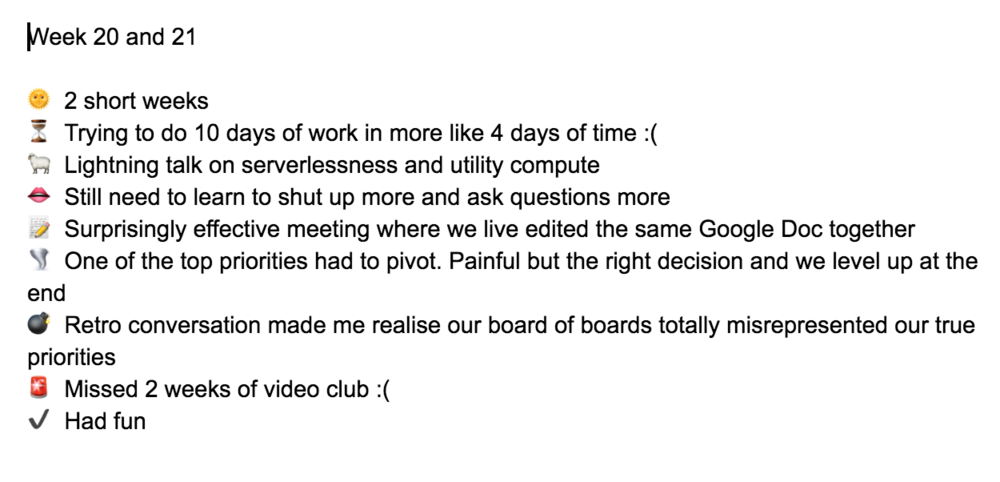 Week 20 and 21
🌞 2 short weeks
⏳ Trying to do 10 days of work in more like 4 days of time :(
🐑 Lightning talk on serverlessness and utility compute
👄 Still need to learn to shut up more and ask questions more
📝 Surprisingly effective meeting where we live edited the same Google Doc together
🌪 One of the top priorities had to pivot. Painful but the right decision and we level up at the
end
💣 Retro conversation made me realise our board of boards totally misrepresented our true
priorities
🚨 Missed 2 weeks of video club :(
✔ Had fun